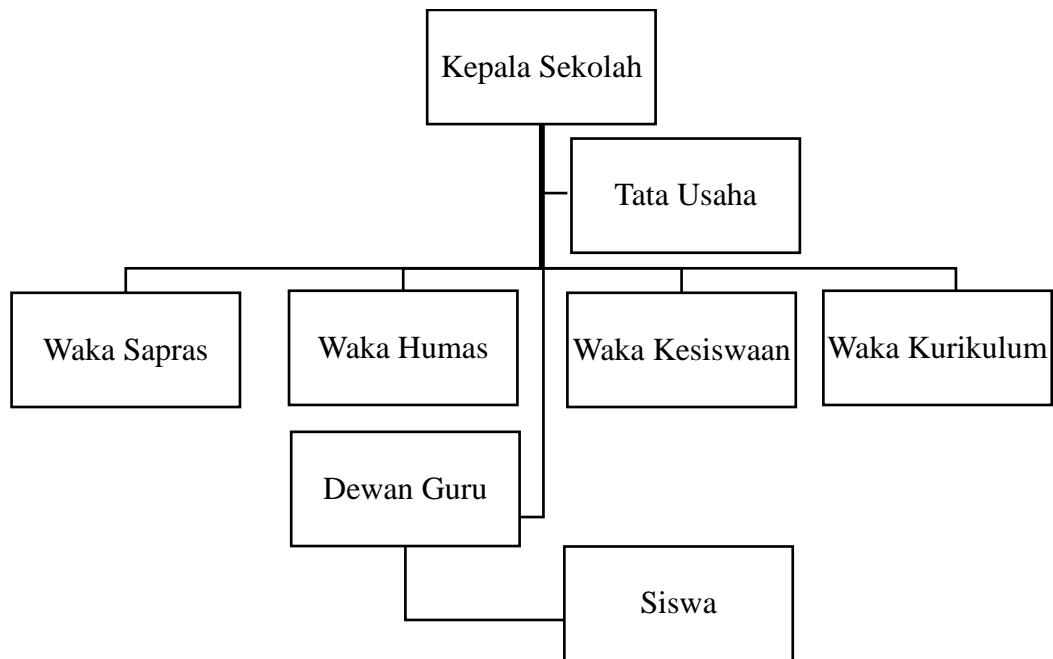 Kepala Sekolah
Tata Usaha
Waka Sapras
Waka Humas
Waka Kesiswaan
Waka Kurikulum
Dewan Guru
Siswa